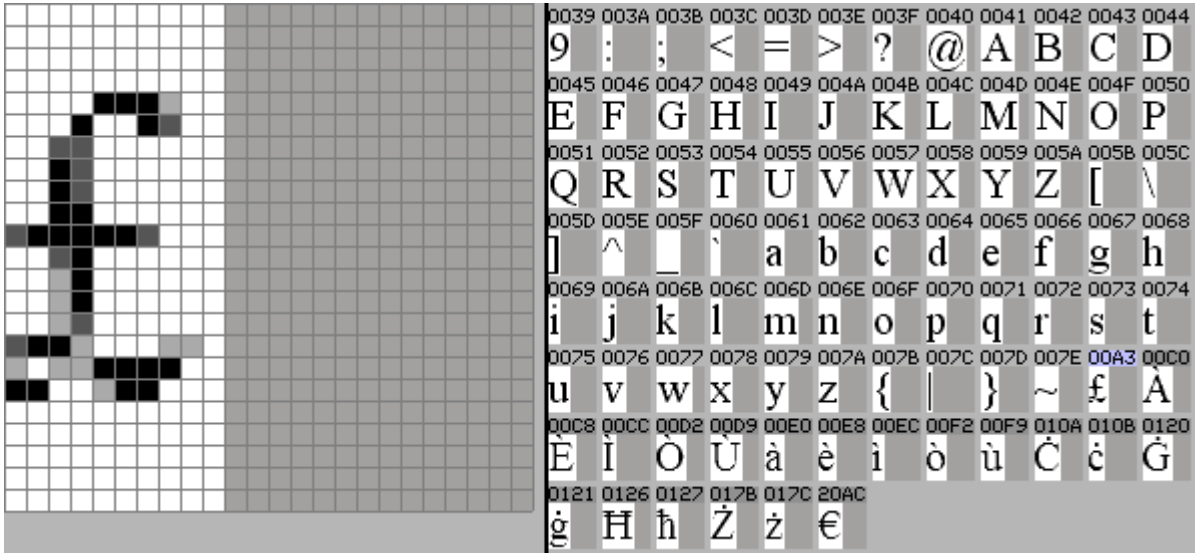 0039 003A 003B 003C 003D 003E 003F 0040 0041 0042 0043 0044
9 : ; < = > ? @ A B C D
0045 0046 0047 0048 0049 004A 004B 004C 004D 004E 004F 0050
E F G H I J K L M N O P
0051 0052 0053 0054 0055 0056 0057 0058 0059 005A 005B 005C
Q R S T U V W X Y Z [ \
005D 005E 005F 0060 0061 0062 0063 0064 0065 0066 0067 0068
] ^ _ ` a b c d e f g h
0069 006A 006B 006C 006D 006E 006F 0070 0071 0072 0073 0074
i j k l m n o p q r s t
0075 0076 0077 0078 0079 007A 007B 007C 007D 007E 00A3 00C0
u v w x y z { | } ~ £ À
00C8 00CC 00D2 00D9 00E0 00E8 00EC 00F2 00F9 010A 010B 0120
È Ì Ò Ù à è ì ò ù Ċ ċ Ġ
0121 0126 0127 017B 017C 20AC
ġ Ħ ħ Ż ż €
£